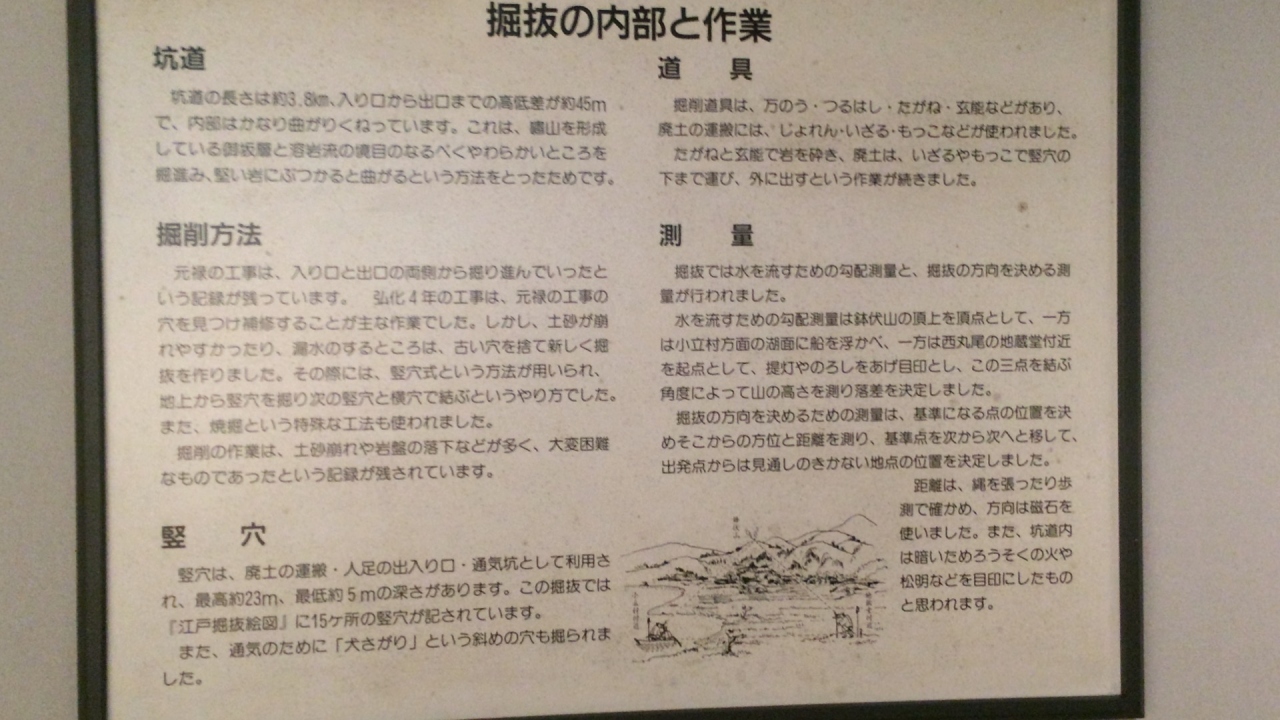 掘抜の内部と作業
坑道
坑道の長さは約3.8km、入り口から出口までの高低差が約45m
で、内部はかなり曲がりくねっています。これは、嘯山を形成
している御坂層と溶岩流の境目のなるべくやわらかいところを
掘進み、堅い岩にぶつかると曲がるという方法をとったためです。
掘削方法
元禄の工事は、入り口と出口の両側から掘り進んでいったと
いう記録が残っています。 弘化4年の工事は、元禄の工事の
穴を見つけ補修することが主な作業でした。しかし、土砂が崩
れやすかったり、漏水のするところは、古い穴を捨て新しく掘
抜を作りました。その際には、竪穴式という方法が用いられ、
地上から竪穴を掘り次の竪穴と横穴で結ぶというやり方でした。
また、焼掘という特殊な工法も使われました。
掘削の作業は、土砂崩れや岩盤の落下などが多く、大変困難
なものであったという記録が残されています。
竪 穴
竪穴は、廃土の運搬・人足の出入り口・通気坑として利用さ
れ、最高約23m、最低約5mの深さがあります。この掘抜では
『江戸掘抜絵図』に15ケ所の竪穴が記されています。
また、通気のために「犬さがり」という斜めの穴も掘られま
した。
道 具
掘削道具は、万のう・つるはし・たがね・玄能などがあり、
廃土の運搬には、じょれん・いざる・もっこなどが使われました。
たがねと玄能で岩を砕き、廃土は、いざるやもっこで竪穴の
下まで運び、外に出すという作業が続きました。
測 量
掘抜では水を流すための勾配測量と、掘抜の方向を決める測
量が行われました。
水を流すための勾配測量は鉢伏山の頂上を頂点として、一方
は小立村方面の湖面に船を浮かべ、一方は西丸尾の地蔵堂付近
を起点として、提灯やのろしをあげ目印とし、この三点を結ぶ
角度によって山の高さを測り落差を決定しました。
掘抜の方向を決めるための測量は、基準になる点の位置を決
めそこからの方位と距離を測り、基準点を次から次へと移して、
出発点からは見通しのきかない地点の位置を決定しました。
距離は、縄を張ったり歩
測で確かめ、方向は磁石を
使いました。また、坑道内
は暗いためろうそくの火や
松明などを目印にしたもの
と思われます。